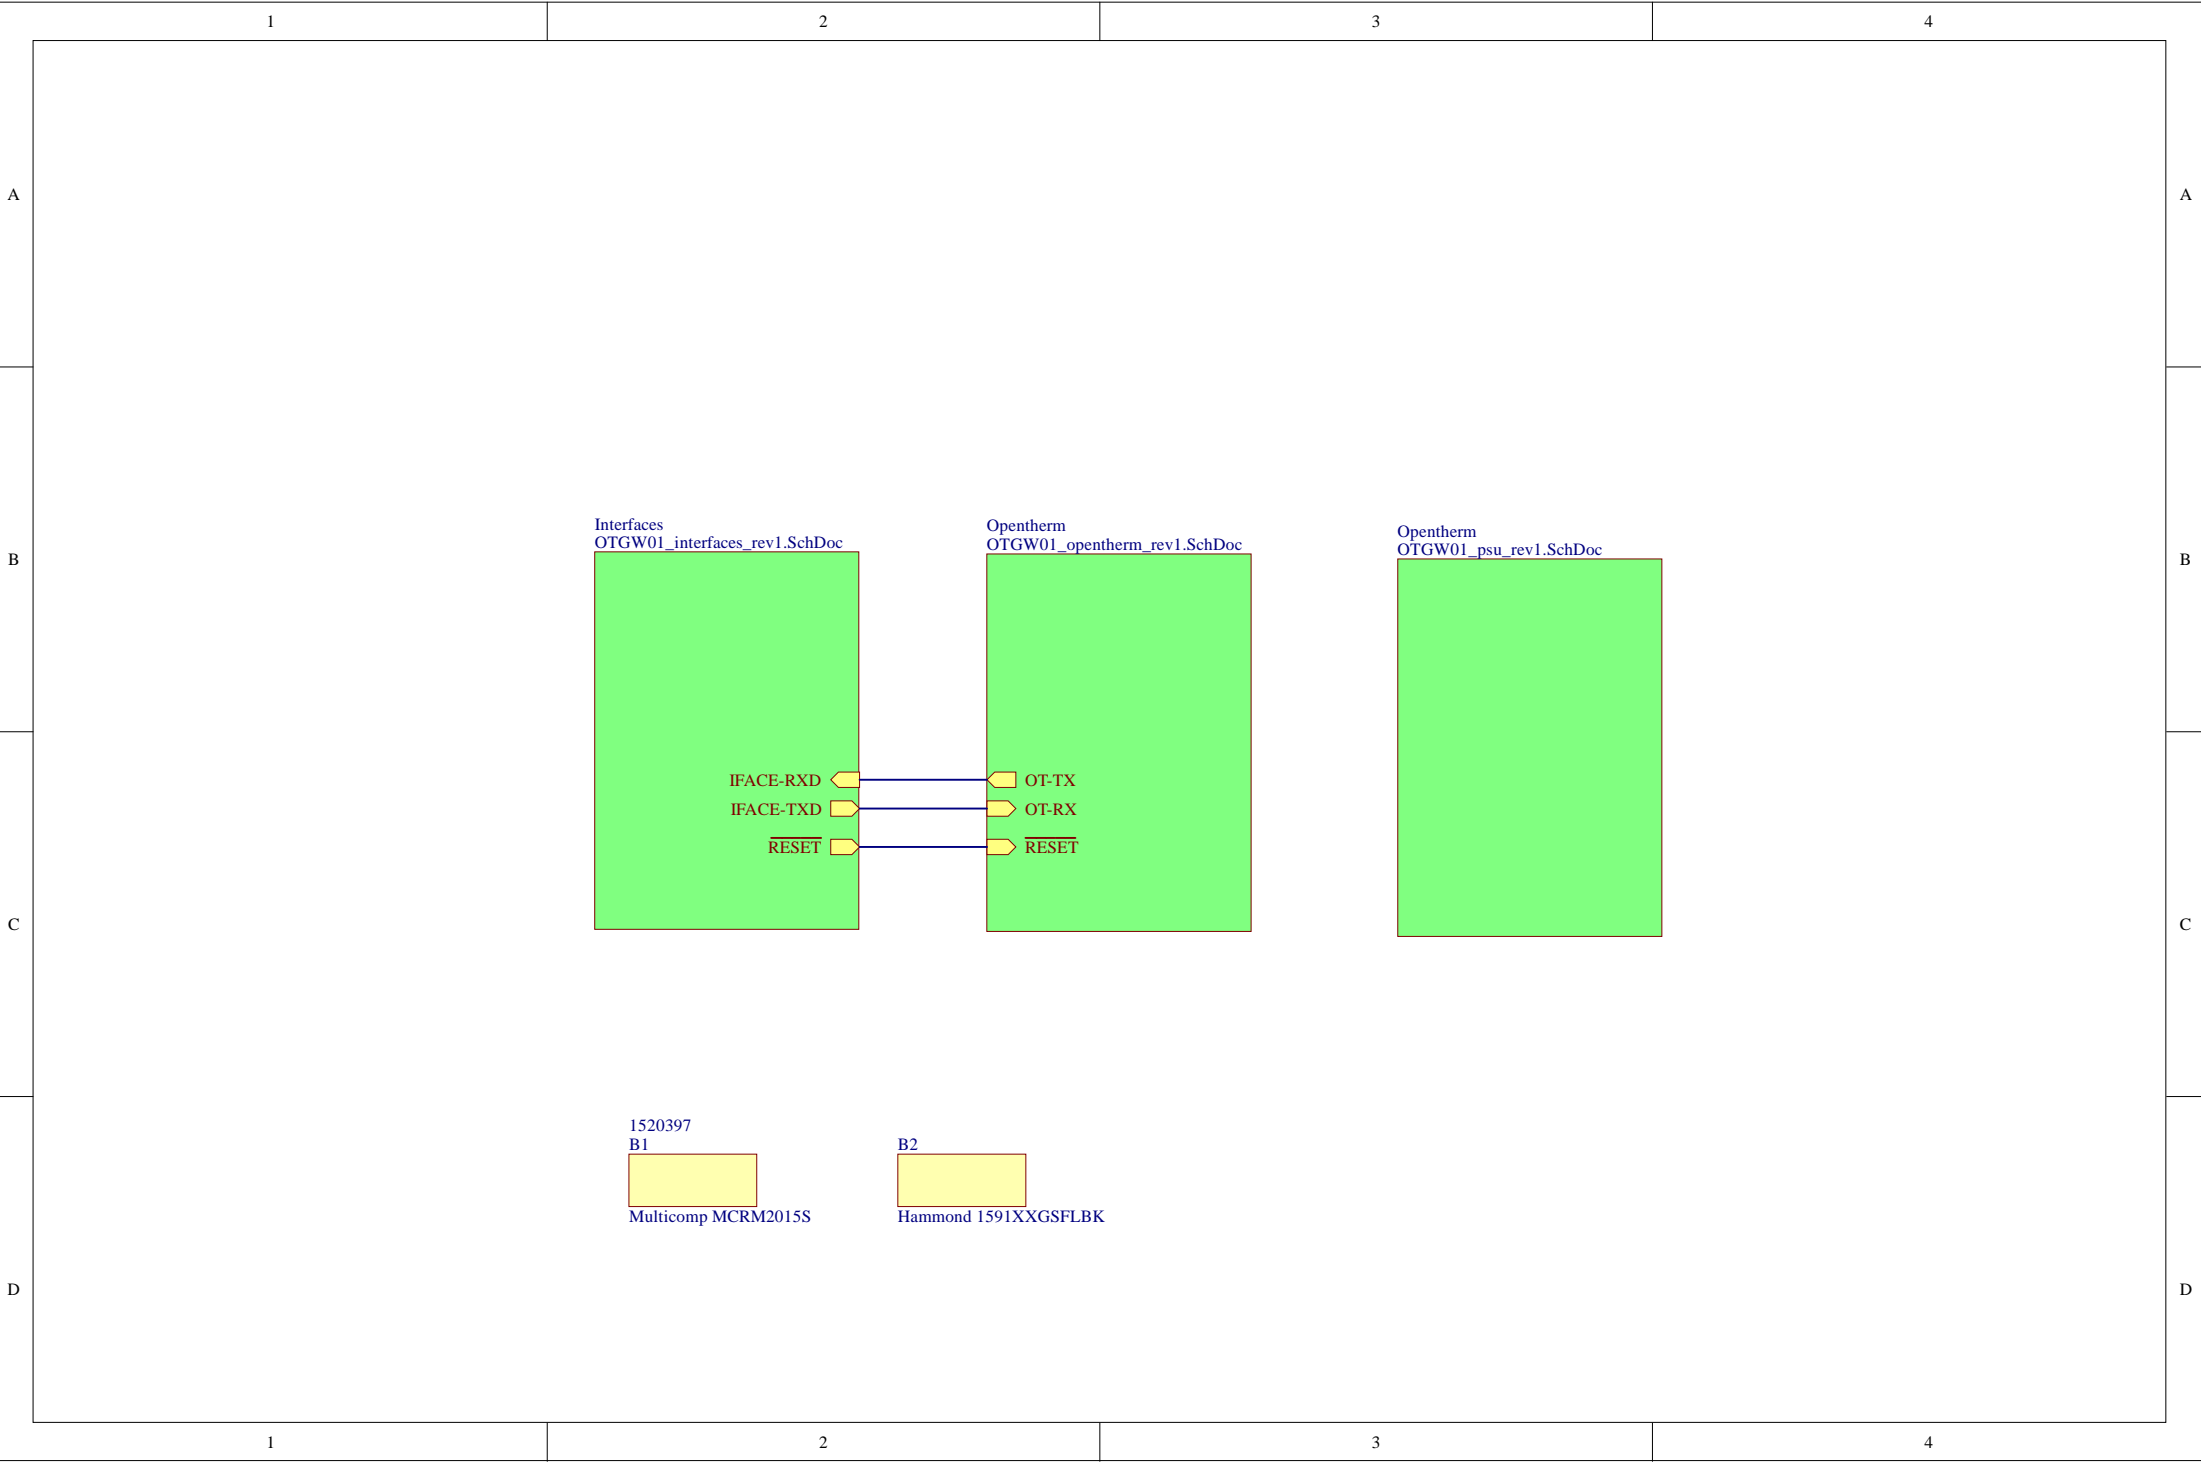 1 2 3 4
A A
Interfaces
OTGW01_interfaces_rev1.SchDoc
Opentherm
OTGW01_opentherm_rev1.SchDoc
Opentherm
OTGW01_psu_rev1.SchDoc
B B
IFACE-RXD OT-TX
IFACE-TXD OT-RX
RESET RESET
C C
1520397
B1
Multicomp MCRM2015S
B2
Hammond 1591XXGSFLBK
D D
1 2 3 4